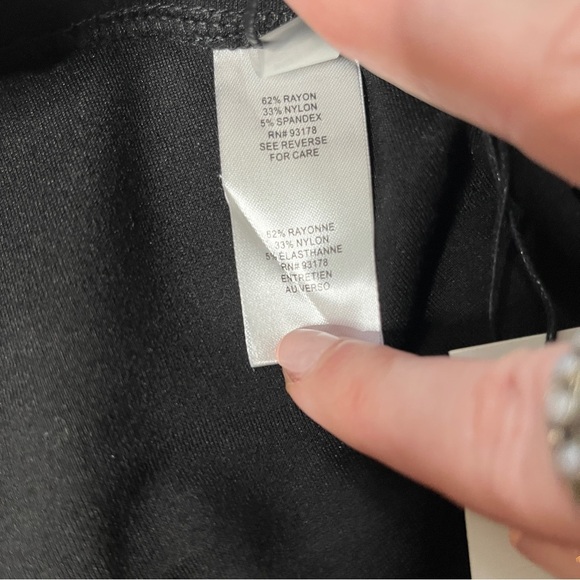 62% RAYON
33% NYLON
5% SPANDEX
RN# 93178
SEE REVERSE
FOR CARE
62% RAYONNE
33% NYLON
5% ELASTHANNE
RN# 93178
ENTRETIEN
AU VERSO